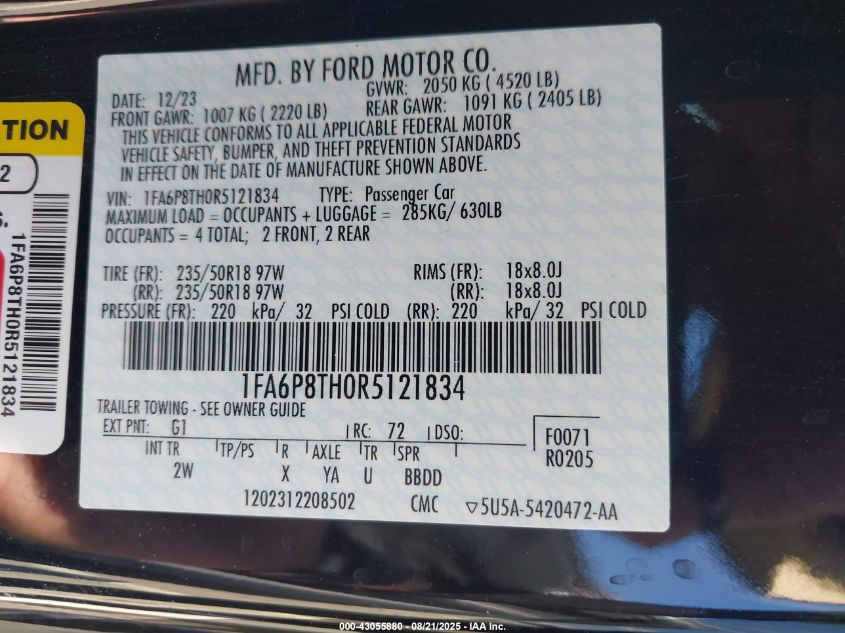 MFD. BY FORD MOTOR CO.
DATE: 12/23 GVWR: 2050 KG ( 4520 LB)
FRONT GAWR: 1007 KG ( 2220 LB) REAR GAWR: 1091 KG ( 2405 LB)
THIS VEHICLE CONFORMS TO ALL APPLICABLE FEDERAL MOTOR
VEHICLE SAFETY, BUMPER, AND THEFT PREVENTION STANDARDS
IN EFFECT ON THE DATE OF MANUFACTURE SHOWN ABOVE.
VIN: 1FA6P8TH0R5121834 TYPE: Passenger Car
MAXIMUM LOAD = OCCUPANTS + LUGGAGE = 285KG/ 630LB
OCCUPANTS = 4 TOTAL; 2 FRONT, 2 REAR
TIRE (FR): 235/50R18 97W RIMS (FR): 18x8.0J
(RR): 235/50R18 97W (RR): 18x8.0J
PRESSURE (FR): 220 kPa/ 32 PSI COLD (RR): 220 kPa/ 32 PSI COLD
1FA6P8TH0R5121834
TRAILER TOWING - SEE OWNER GUIDE
EXT PNT: G1 RC: 72 DSO:
F0071
R0205
INT TR TP/PS R AXLE TR SPR
2W X YA U BBDD
1202312208502 CMC ▽5U5A-5420472-AA
TION
2
1FA6P8TH0R5121834
000-43055880 - 08/21/2025 - IAA Inc.